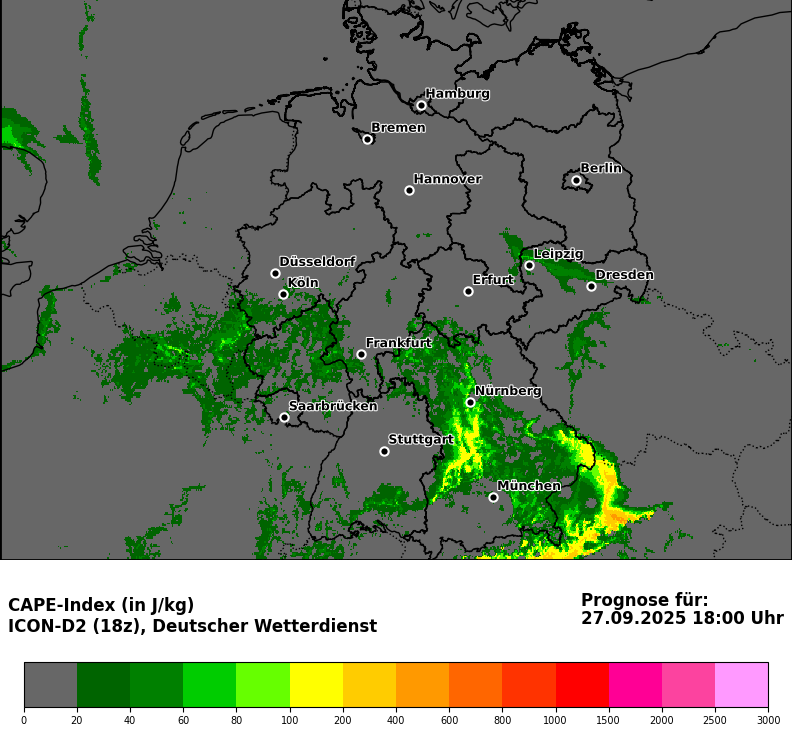 Hamburg
Bremen
Berlin
Hannover
Leipzig
Düsseldorf
Dresden
Köln
Erfurt
Frankfurt
Nürnberg
Saarbrücken
Stuttgart
München
CAPE-Index (in J/kg)
ICON-D2 (18z), Deutscher Wetterdienst
Prognose für:
27.09.2025 18:00 Uhr
0 20 40 60 80 100 200 400 600 800 1000 1500 2000 2500 3000